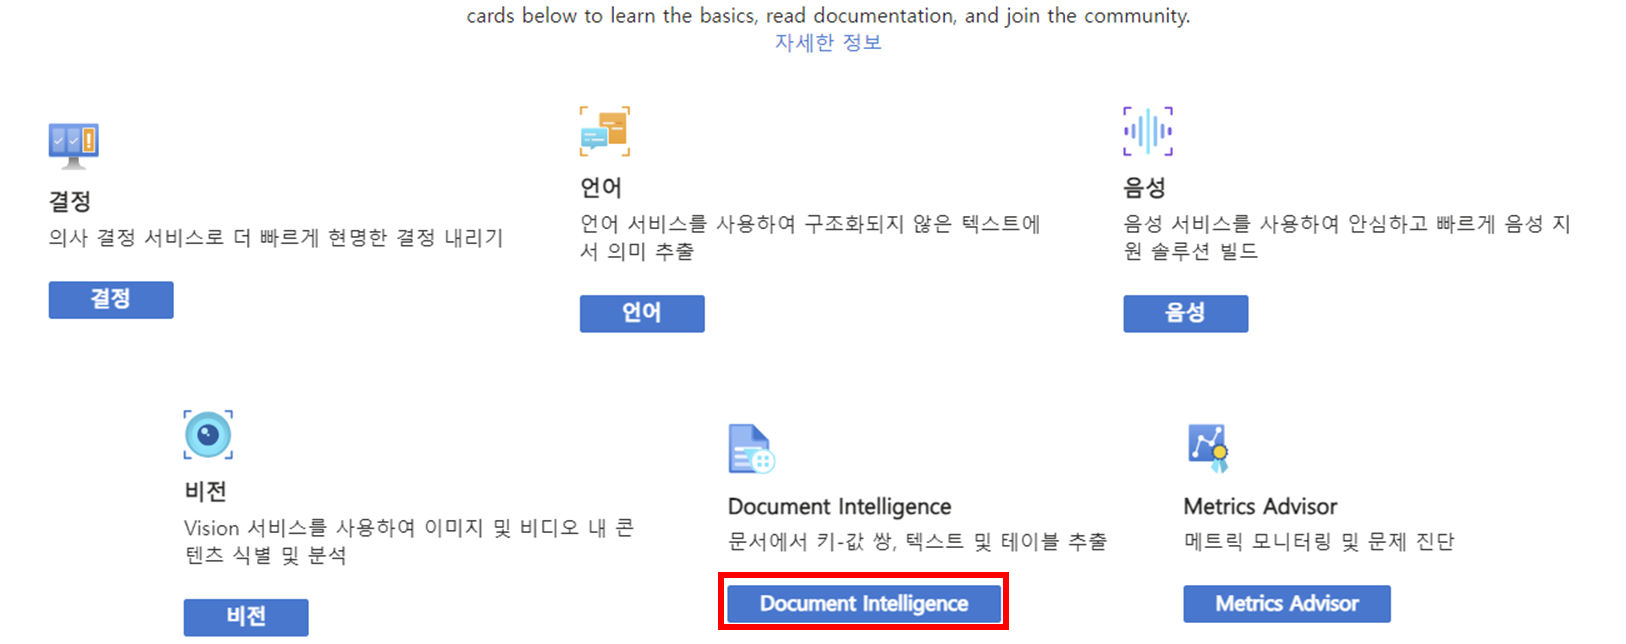 cards below to learn the basics, read documentation, and join the community.
자세한 정보
결정
의사 결정 서비스로 더 빠르게 현명한 결정 내리기
결정
언어
언어 서비스를 사용하여 구조화되지 않은 텍스트에
서 의미 추출
언어
음성
음성 서비스를 사용하여 안심하고 빠르게 음성 지
원 솔루션 빌드
음성
비전
Vision 서비스를 사용하여 이미지 및 비디오 내 콘
텐츠 식별 및 분석
비전
Document Intelligence
문서에서 키-값 쌍, 텍스트 및 테이블 추출
Document Intelligence
Metrics Advisor
메트릭 모니터링 및 문제 진단
Metrics Advisor